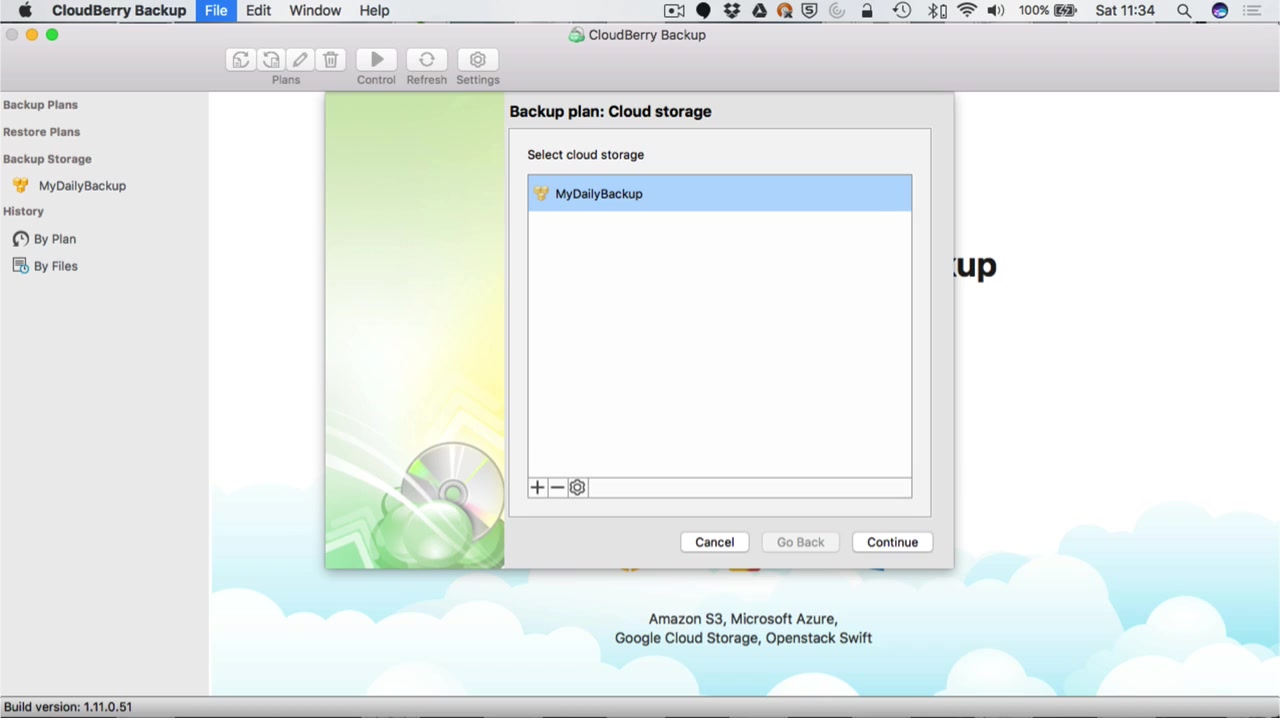 CloudBerry Backup File Edit Window Help 100% Sat 11:34
CloudBerry Backup
Plans Control Refresh Settings
Backup Plans
Restore Plans
Backup Storage
MyDailyBackup
History
By Plan
By Files
Backup plan: Cloud storage
Select cloud storage
MyDailyBackup
Cancel Go Back Continue
kup
Amazon S3, Microsoft Azure,
Google Cloud Storage, Openstack Swift
Build version: 1.11.0.51